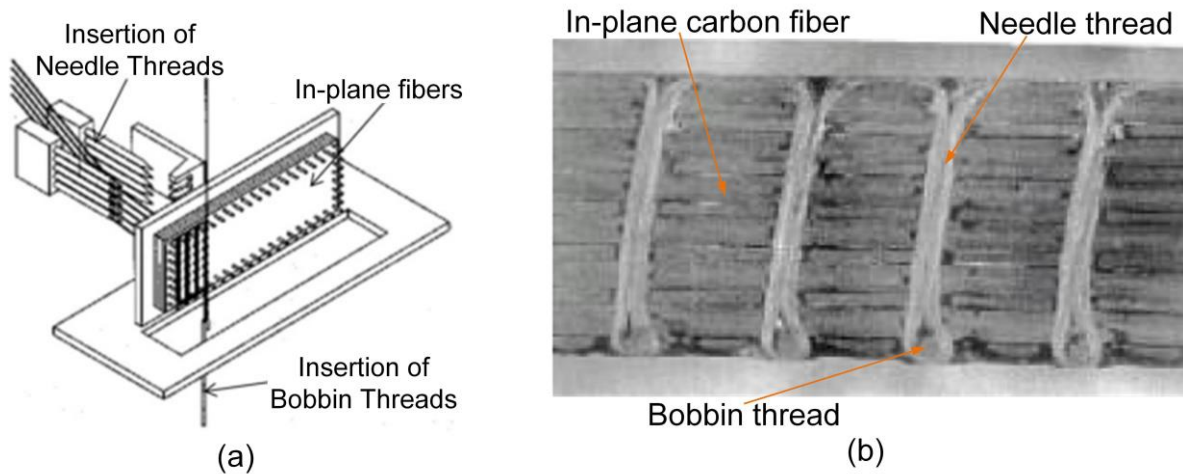 Insertion of
Needle Threads
In-plane fibers
Insertion of
Bobbin Threads
(a)
In-plane carbon fiber
Needle thread
Bobbin thread
(b)